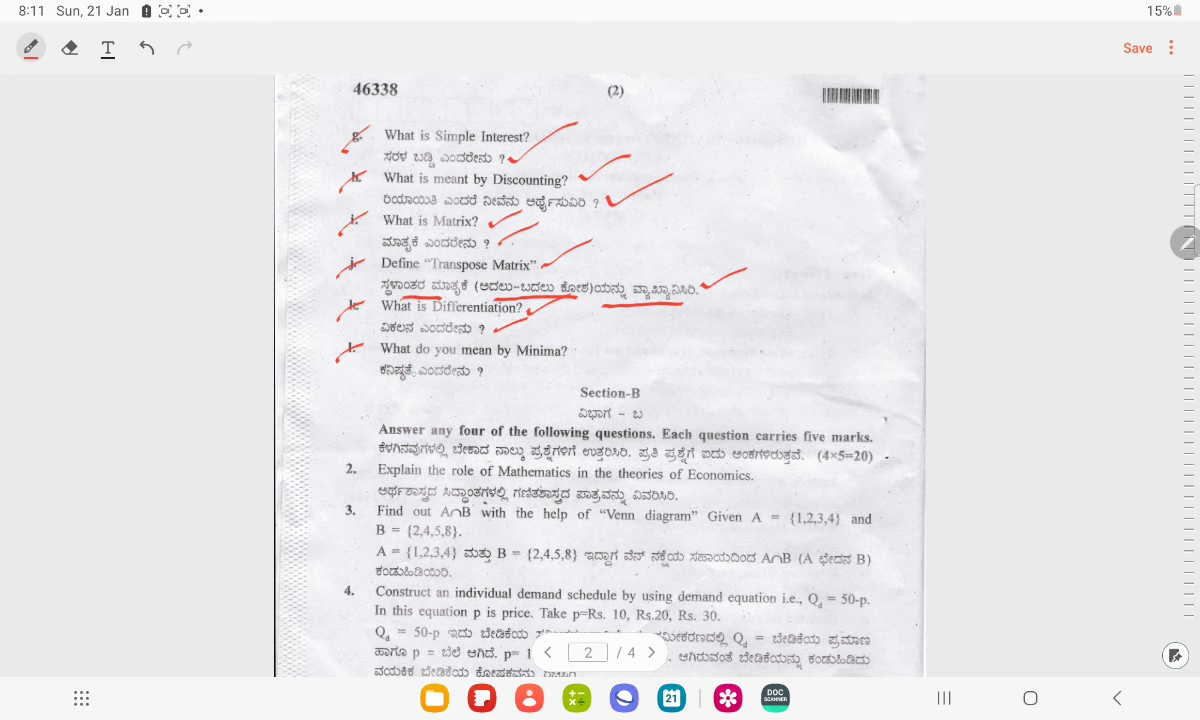 8:11 Sun, 21 Jan
15%
T
Save
46338
(2)
g. What is Simple Interest?
ಸರಳ ಬಡ್ಡಿ ಎಂದರೇನು ?
h. What is meant by Discounting?
ರಿಯಾಯಿತಿ ಎಂದರೆ ನೀವೆನು ಅರ್ಥೈಸುವಿರಿ ?
i. What is Matrix?
ಮಾತೃಕೆ ಎಂದರೇನು ?
j. Define “Transpose Matrix”
ಸ್ಥಳಾಂತರ ಮಾತೃಕೆ (ಅದಲು-ಬದಲು ಕೋಶ)ಯನ್ನು ವ್ಯಾಖ್ಯಾನಿಸಿರಿ.
k. What is Differentiation?
ವಿಕಲನ ಎಂದರೇನು ?
l. What do you mean by Minima?
ಕನಿಷ್ಠತೆ ಎಂದರೇನು ?
Section-B
ವಿಭಾಗ - ಬ
Answer any four of the following questions. Each question carries five marks.
ಕೆಳಗಿನವುಗಳಲ್ಲಿ ಬೇಕಾದ ನಾಲ್ಕು ಪ್ರಶ್ನೆಗಳಿಗೆ ಉತ್ತರಿಸಿರಿ. ಪ್ರತಿ ಪ್ರಶ್ನೆಗೆ ಐದು ಅಂಕಗಳಿರುತ್ತವೆ. (4×5=20)
2. Explain the role of Mathematics in the theories of Economics.
ಅರ್ಥಶಾಸ್ತ್ರದ ಸಿದ್ಧಾಂತಗಳಲ್ಲಿ ಗಣಿತಶಾಸ್ತ್ರದ ಪಾತ್ರವನ್ನು ವಿವರಿಸಿರಿ.
3. Find out A∩B with the help of “Venn diagram” Given A = {1,2,3,4} and
B = {2,4,5,8}.
A = {1,2,3,4} ಮತ್ತು B = {2,4,5,8} ಇದ್ದಾಗ ವೆನ್ ನಕ್ಷೆಯ ಸಹಾಯದಿಂದ A∩B (A ಛೇದನ B)
ಕಂಡುಹಿಡಿಯಿರಿ.
4. Construct an individual demand schedule by using demand equation i.e., Qd = 50-p.
In this equation p is price. Take p=Rs. 10, Rs.20, Rs. 30.
Qd = 50-p ಇದು ಬೇಡಿಕೆಯ Qd = ಬೇಡಿಕೆಯ ಪ್ರಮಾಣ
ಹಾಗೂ p = ಬೆಲೆ ಆಗಿದೆ. p= 1 ಆಗಿರುವಂತೆ ಬೇಡಿಕೆಯನ್ನು ಕಂಡುಹಿಡಿದು
ವಯಕ್ತಿಕ ಬೇಡಿಕೆಯ
2 / 4
21
DOC
SCANNER